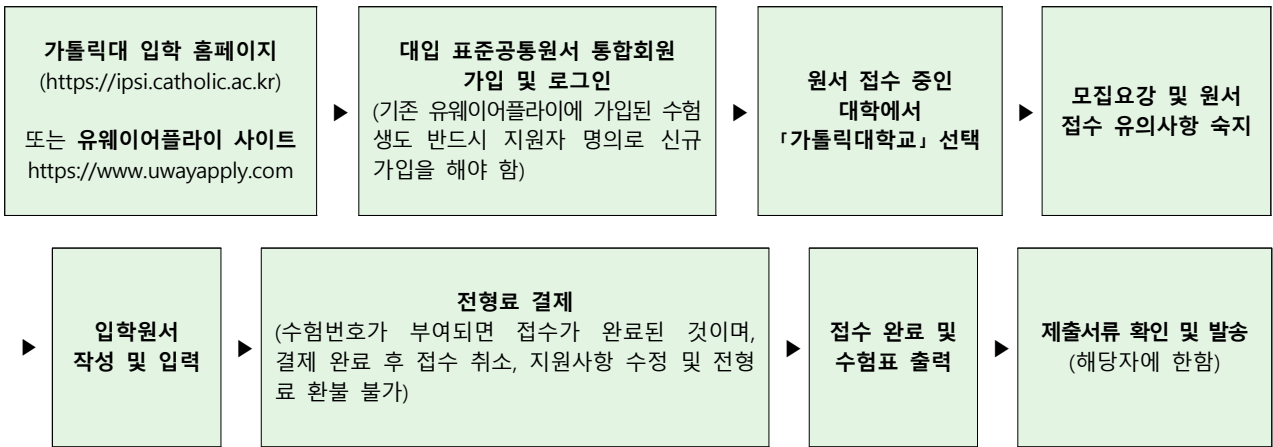 가톨릭대 입학 홈페이지
(https://ipsi.catholic.ac.kr)
또는 유웨이어플라이 사이트
https://www.uwayapply.com
▶
대입 표준공통원서 통합회원
가입 및 로그인
(기존 유웨이어플라이에 가입된 수험
생도 반드시 지원자 명의로 신규
가입을 해야 함)
▶
원서 접수 중인
대학에서
「가톨릭대학교」 선택
▶
모집요강 및 원서
접수 유의사항 숙지
▶
입학원서
작성 및 입력
▶
전형료 결제
(수험번호가 부여되면 접수가 완료된 것이며,
결제 완료 후 접수 취소, 지원사항 수정 및 전형
료 환불 불가)
▶
접수 완료 및
수험표 출력
▶
제출서류 확인 및 발송
(해당자에 한함)